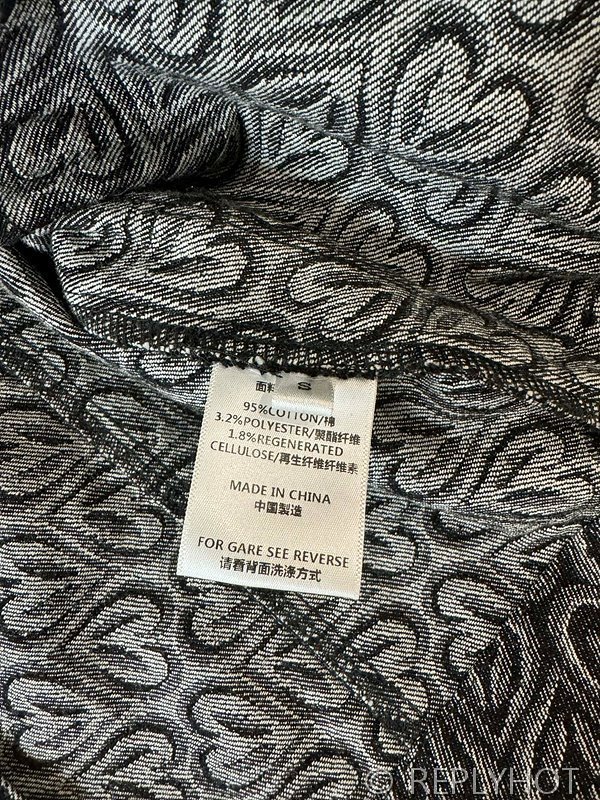 S
面料
95%COTTON/棉
3.2%POLYESTER/聚酯纤维
1.8%REGENERATED
CELLULOSE/再生纤维纤维素
MADE IN CHINA
中国製造
FOR GARE SEE REVERSE
请看背面洗涤方式
© REPLYHOT